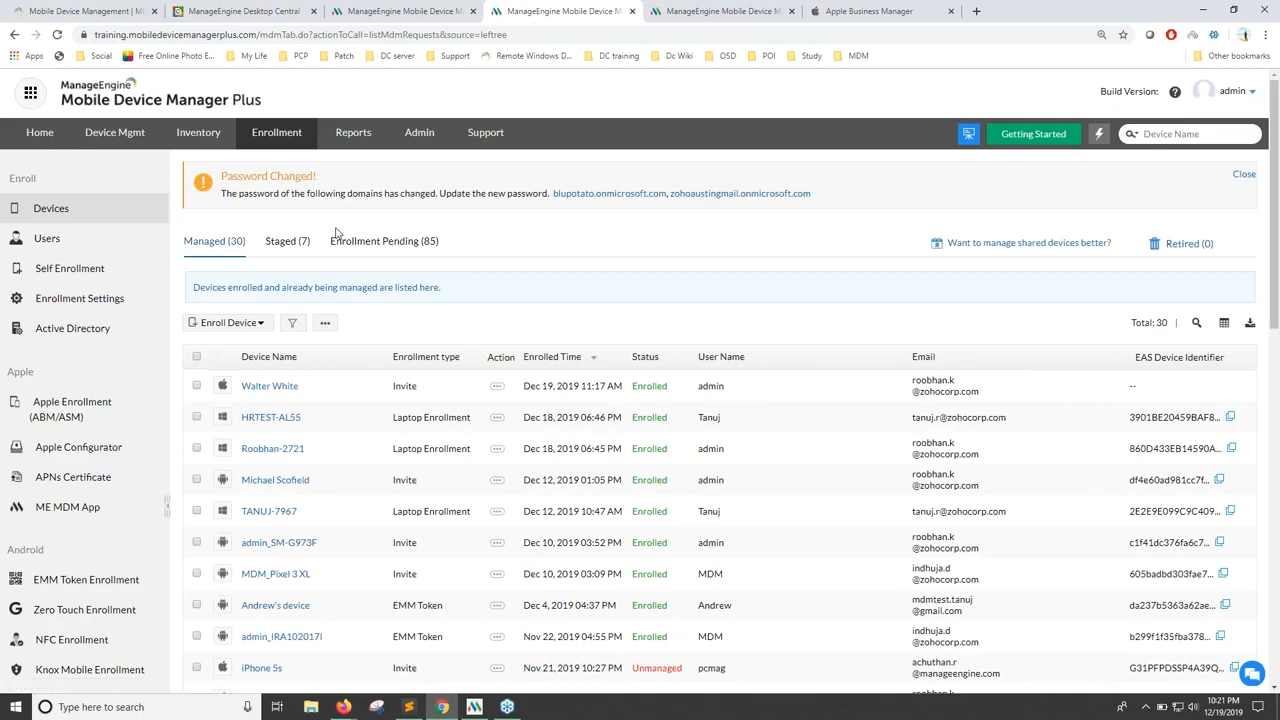 Mobile Device Management | M
ManageEngine Desktop Central
ManageEngine Mobile Device M
ManageEngine Mobile Device M
ManageEngine Mobile Device M
Apple Business Manager
training.mobiledevicemanagerplus.com/mdmTab.do?actionToCall=listMdmRequests&source=leftree
Apps Social Free Online Photo E... My Life PCP Patch DC server Support Remote Windows D... DC training Dc Wiki OSD POI Study MDM Other bookmarks
ManageEngine
Mobile Device Manager Plus
Build Version: admin
Home Device Mgmt Inventory Enrollment Reports Admin Support Getting Started Device Name
Enroll
Devices
Users
Self Enrollment
Enrollment Settings
Active Directory
Apple
Apple Enrollment
(ABM/ASM)
Apple Configurator
APNs Certificate
ME MDM App
Android
EMM Token Enrollment
Zero Touch Enrollment
NFC Enrollment
Knox Mobile Enrollment
Password Changed! Close
The password of the following domains has changed. Update the new password. blupotato.onmicrosoft.com, zohoaustingmail.onmicrosoft.com
Managed (30) Staged (7) Enrollment Pending (85) Want to manage shared devices better? Retired (0)
Devices enrolled and already being managed are listed here.
Enroll Device Total: 30 |
Device Name Enrollment type Action Enrolled Time Status User Name Email EAS Device Identifier
Walter White Invite Dec 19, 2019 11:17 AM Enrolled admin roobhan.k
@zohocorp.com --
HRTEST-AL55 Laptop Enrollment Dec 18, 2019 06:46 PM Enrolled Tanuj tanuj.r@zohocorp.com 3901BE20459BAF8...
Roobhan-2721 Laptop Enrollment Dec 18, 2019 06:45 PM Enrolled admin roobhan.k
@zohocorp.com 860D433EB14590A...
Michael Scofield Invite Dec 12, 2019 01:05 PM Enrolled admin roobhan.k
@zohocorp.com df4e60ad981cc7f...
TANUJ-7967 Laptop Enrollment Dec 12, 2019 10:47 AM Enrolled Tanuj tanuj.r@zohocorp.com 2E2E9E099C9C409...
admin_SM-G973F Invite Dec 10, 2019 03:52 PM Enrolled admin roobhan.k
@zohocorp.com c1f41dc376fa6c7...
MDM_Pixel 3 XL Invite Dec 10, 2019 03:09 PM Enrolled MDM indhuja.d
@zohocorp.com 605badbd303fae7...
Andrew's device EMM Token Dec 4, 2019 04:37 PM Enrolled Andrew mdmtest.tanuj
@gmail.com da237b5363a62ae...
admin_IRA102017I EMM Token Nov 22, 2019 04:55 PM Enrolled MDM indhuja.d
@zohocorp.com b299f1f35fba378...
iPhone 5s Invite Nov 21, 2019 10:27 PM Unmanaged pcmag achuthan.r
@manageengine.com G31PFPDSSP4A39Q...
Type here to search
10:21 PM
12/19/2019